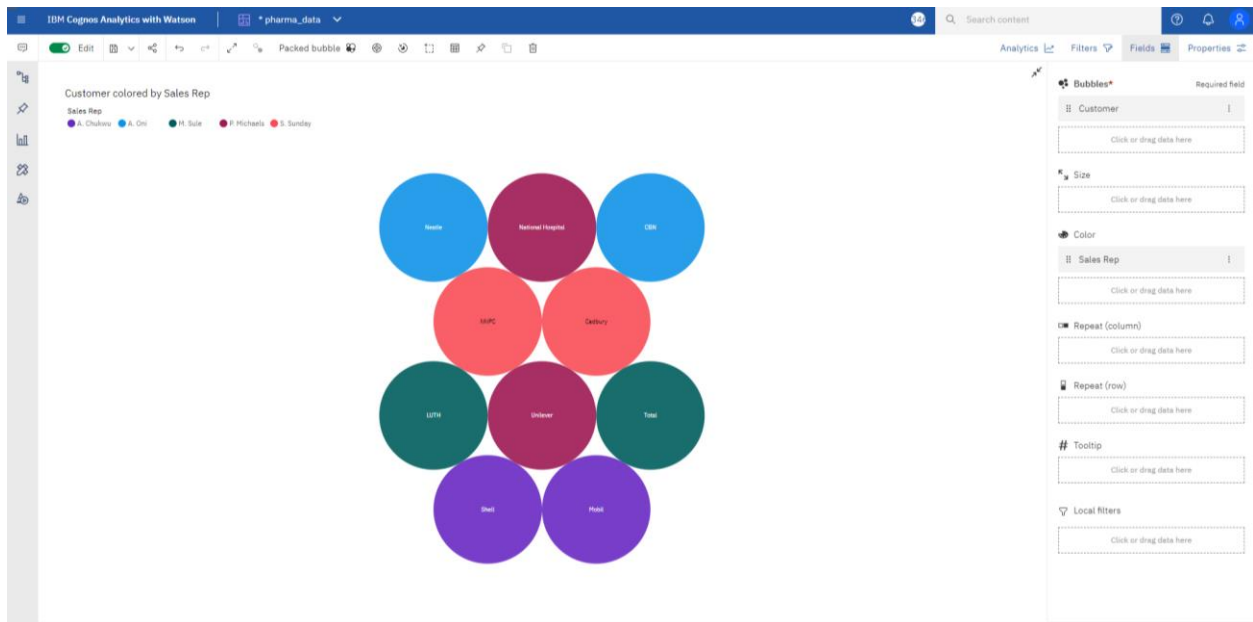 IBM Cognos Analytics with Watson
* pharma_data
Search content
Edit
Packed bubble
Analytics
Filters
Fields
Properties
Customer colored by Sales Rep
Sales Rep
A. Chukwu A. Oni M. Sule P. Michaels S. Sunday
Nestle National Hospital CBN
NNPC Cadbury
LUTH Unilever Total
Shell Mobil
Bubbles* Required field
Customer
Click or drag data here
Size
Click or drag data here
Color
Sales Rep
Click or drag data here
Repeat (column)
Click or drag data here
Repeat (row)
Click or drag data here
# Tooltip
Click or drag data here
Local filters
Click or drag data here